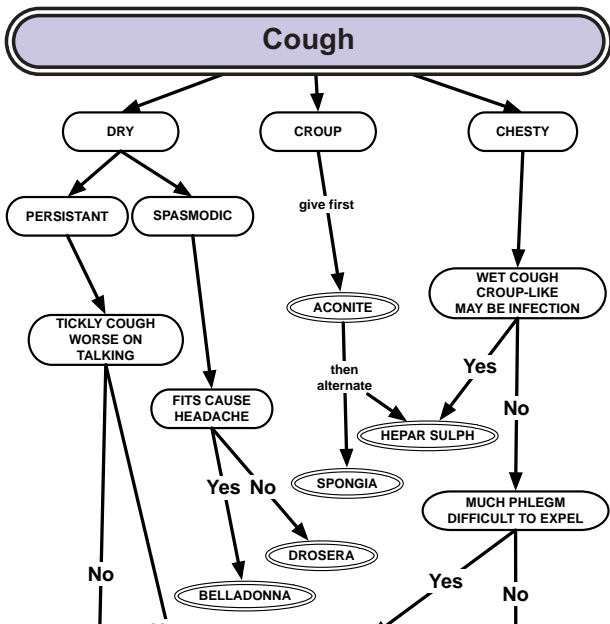 Cough
DRY
CROUP
CHESTY
PERSISTANT
SPASMODIC
give first
ACONITE
WET COUGH
CROUP-LIKE
MAY BE INFECTION
TICKLY COUGH
WORSE ON
TALKING
then
alternate
Yes
No
FITS CAUSE
HEADACHE
HEPAR SULPH
Yes No
SPONGIA
MUCH PHLEGM
DIFFICULT TO EXPEL
DROSERA
No
BELLADONNA
Yes
No